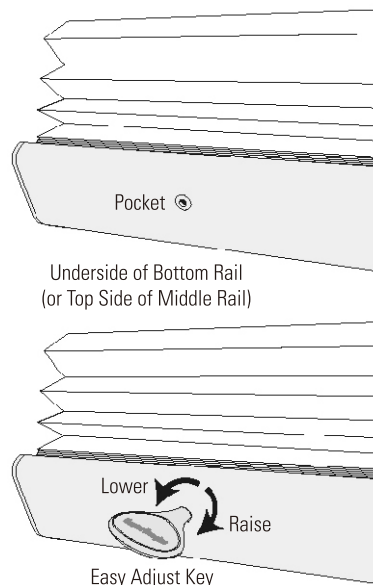 Pocket
Underside of Bottom Rail
(or Top Side of Middle Rail)
Lower
Raise
Easy Adjust Key